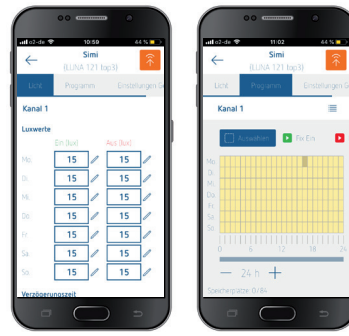 o2-de 10:59 44 %
Simi
(LUNA 121 top3)
Licht Programm Einstellungen G
Kanal 1
Luxwerte
Ein (lux) Aus (lux)
Mo. 15 15
Di. 15 15
Mi. 15 15
Do. 15 15
Fr. 15 15
Sa. 15 15
So. 15 15
Verzögerungszeit
o2-de 11:02 44 %
Simi
(LUNA 121 top3)
Licht Programm Einstellungen G
Kanal 1
Auswählen Fix Ein
Mo.
Di.
Mi.
Do.
Fr.
Sa.
So.
0 6 12 18 24
— 24 h +
Speicherplätze: 0/84